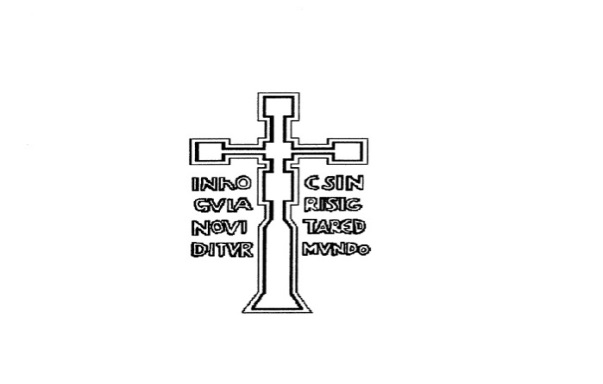 INhO CSIN
GVLA RISIG
NOVI TARED
DITVR MVNDO